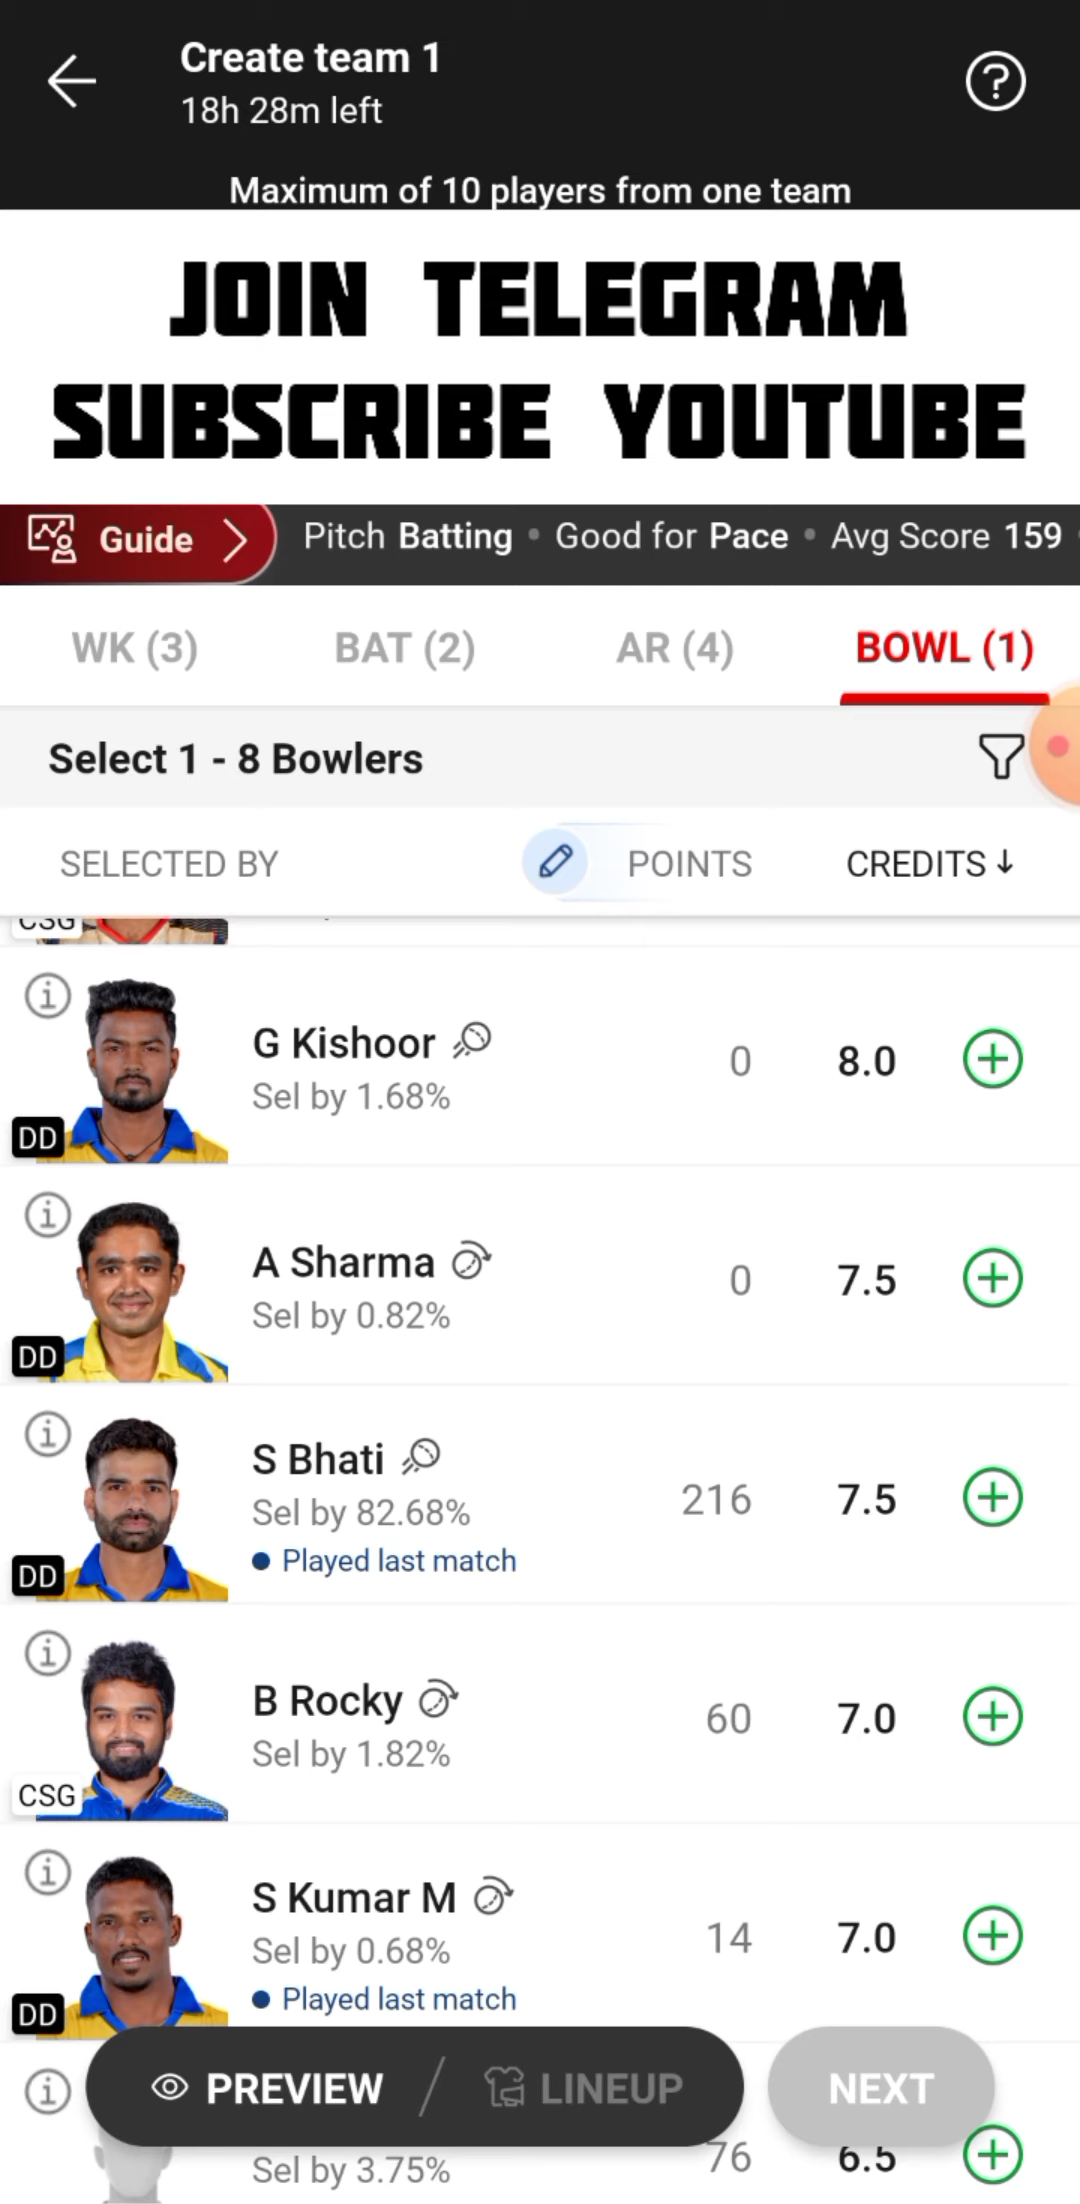 Create team 1
18h 28m left
Maximum of 10 players from one team
JOIN TELEGRAM
SUBSCRIBE YOUTUBE
Guide Pitch Batting • Good for Pace • Avg Score 159
WK (3) BAT (2) AR (4) BOWL (1)
Select 1 - 8 Bowlers
SELECTED BY POINTS CREDITS ↓
CSG
G Kishoor 0 8.0
Sel by 1.68%
DD
A Sharma 0 7.5
Sel by 0.82%
DD
S Bhati 216 7.5
Sel by 82.68%
• Played last match
DD
B Rocky 60 7.0
Sel by 1.82%
CSG
S Kumar M 14 7.0
Sel by 0.68%
• Played last match
DD
PREVIEW / LINEUP NEXT
Sel by 3.75% 76 6.5